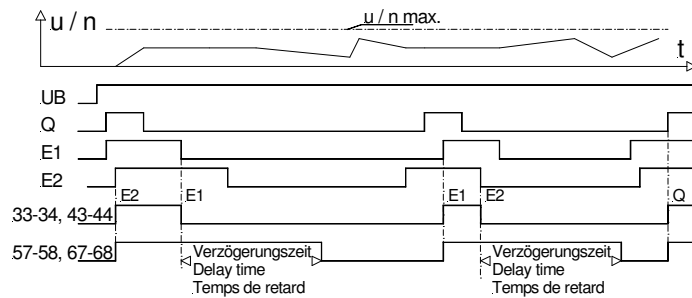 u / n
u / n max.
t
UB
Q
E1
E2
E2 E1 E1 E2 Q
33-34, 43-44
57-58, 67-68
Verzögerungszeit Verzögerungszeit
Delay time Delay time
Temps de retard Temps de retard